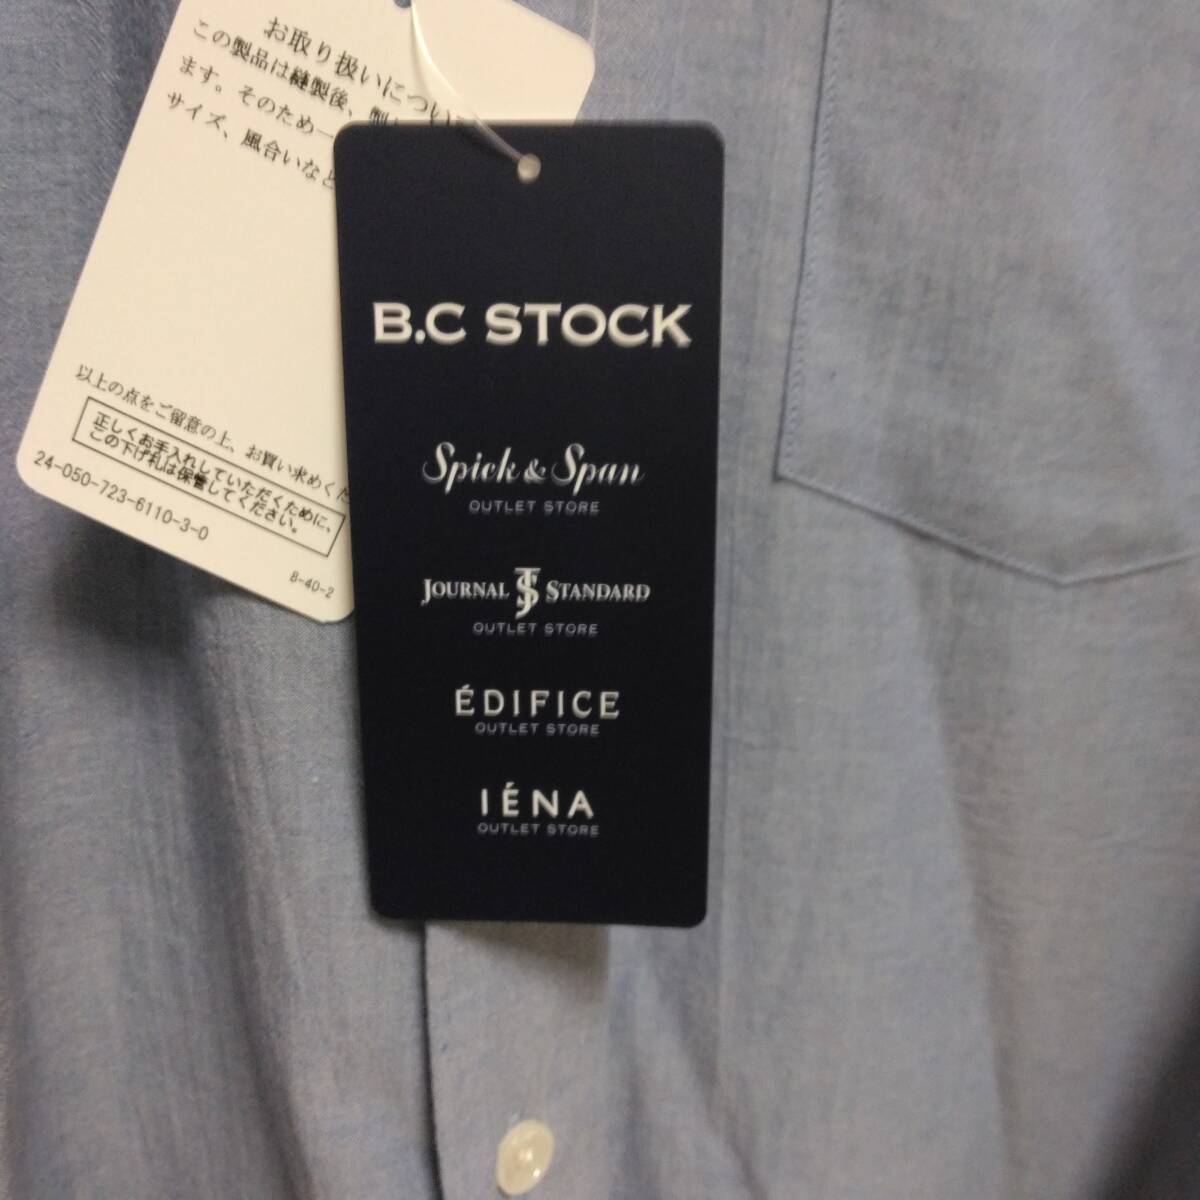 お取り扱いについて
この製品は縫製後、製
ます。そのため一
サイズ、風合いなど
以上の点をご留意の上、お買い求めくだ
正しくお手入れしていただくために、
この下げ札は保管してください。
24-050-723-6110-3-0
8-40-2
B.C STOCK
Spick & Span
OUTLET STORE
JOURNAL JS STANDARD
OUTLET STORE
ÉDIFICE
OUTLET STORE
IÉNA
OUTLET STORE